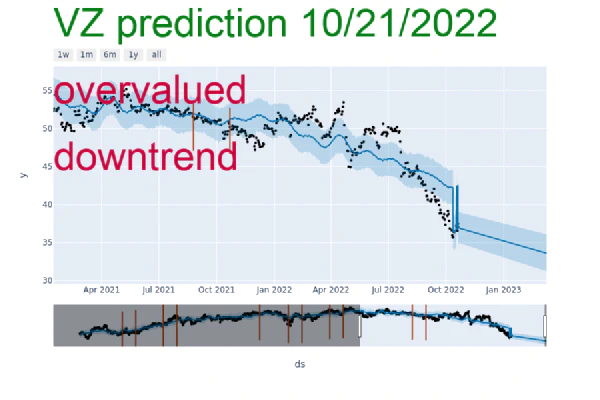 VZ prediction 10/21/2022
1w 1m 6m 1y all
overvalued
downtrend
55
50
45
40
35
30
y
Apr 2021 Jul 2021 Oct 2021 Jan 2022 Apr 2022 Jul 2022 Oct 2022 Jan 2023
ds